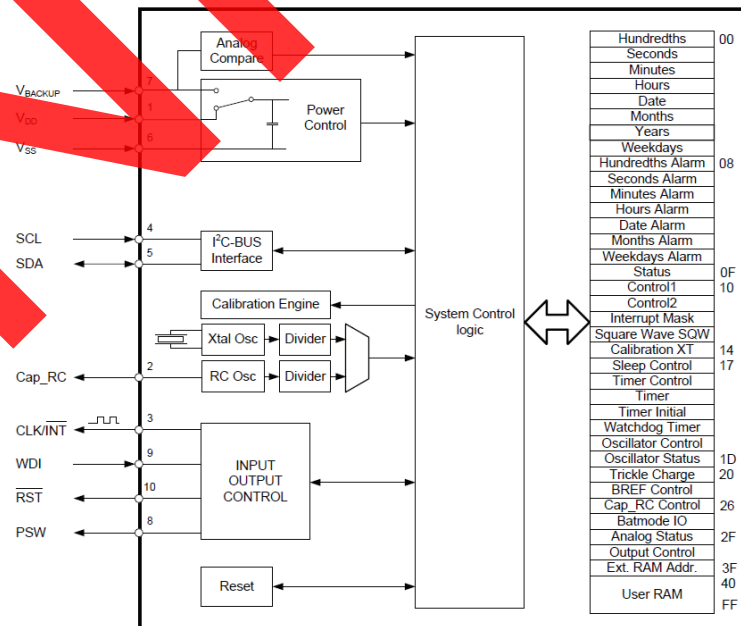 Analog
Compare
7
V_BACKUP
1
V_DD
6
V_SS
Power
Control
SCL
4
SDA
5
I²C-BUS
Interface
Calibration Engine
Xtal Osc
Divider
Cap_RC
2
RC Osc
Divider
CLK/INT
3
WDI
9
RST
10
PSW
8
INPUT
OUTPUT
CONTROL
Reset
System Control
logic
Hundredths 00
Seconds
Minutes
Hours
Date
Months
Years
Weekdays
Hundredths Alarm 08
Seconds Alarm
Minutes Alarm
Hours Alarm
Date Alarm
Months Alarm
Weekdays Alarm
Status 0F
Control1 10
Control2
Interrupt Mask
Square Wave SQW
Calibration XT 14
Sleep Control 17
Timer Control
Timer
Timer Initial
Watchdog Timer
Oscillator Control
Oscillator Status 1D
Trickle Charge 20
BREF Control
Cap_RC Control 26
Batmode IO
Analog Status 2F
Output Control
Ext. RAM Addr. 3F
User RAM 40
FF